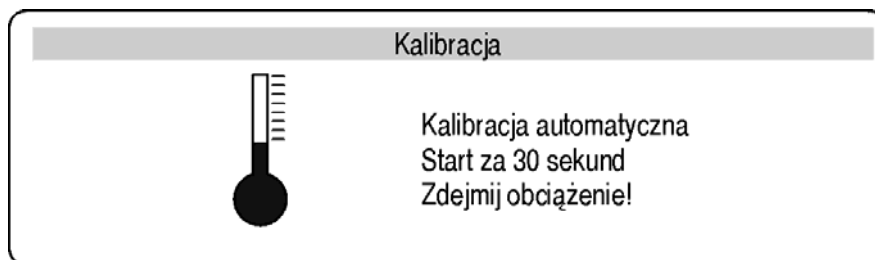 Kalibracja
Kalibracja automatyczna
Start za 30 sekund
Zdejmij obciążenie!